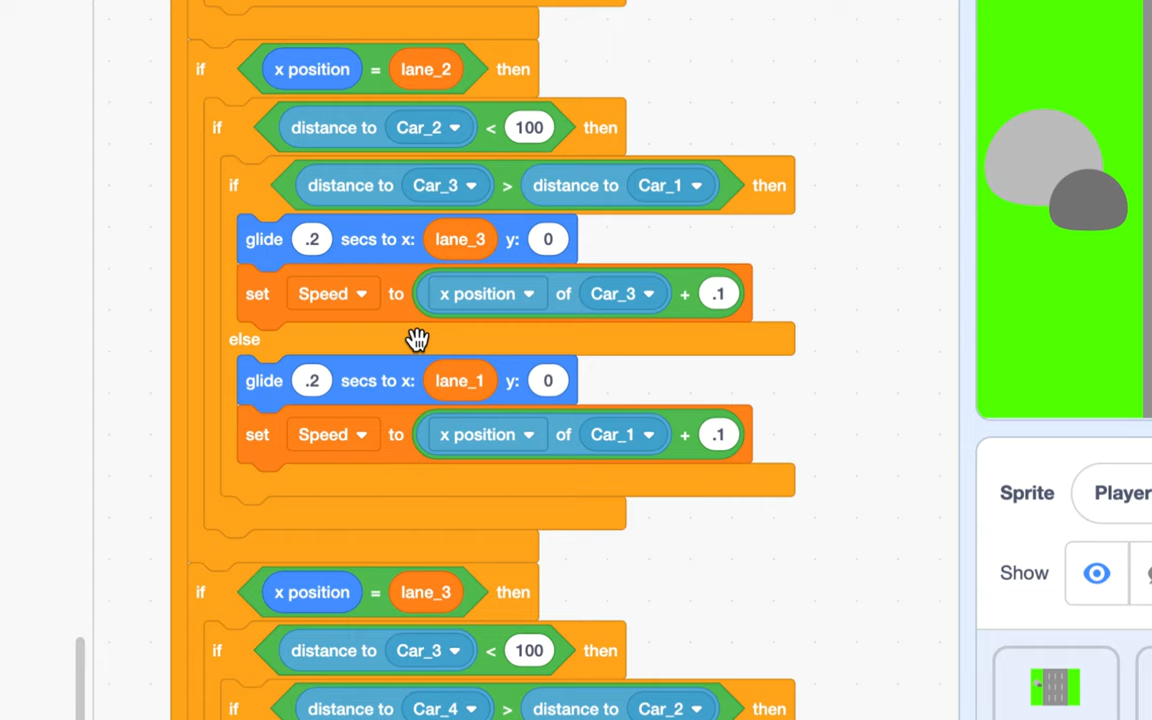 if x position = lane_2 then
if distance to Car_2 < 100 then
if distance to Car_3 > distance to Car_1 then
glide .2 secs to x: lane_3 y: 0
set Speed to x position of Car_3 + .1
else
glide .2 secs to x: lane_1 y: 0
set Speed to x position of Car_1 + .1
if x position = lane_3 then
if distance to Car_3 < 100 then
if distance to Car_4 > distance to Car_2 then
Sprite Player
Show